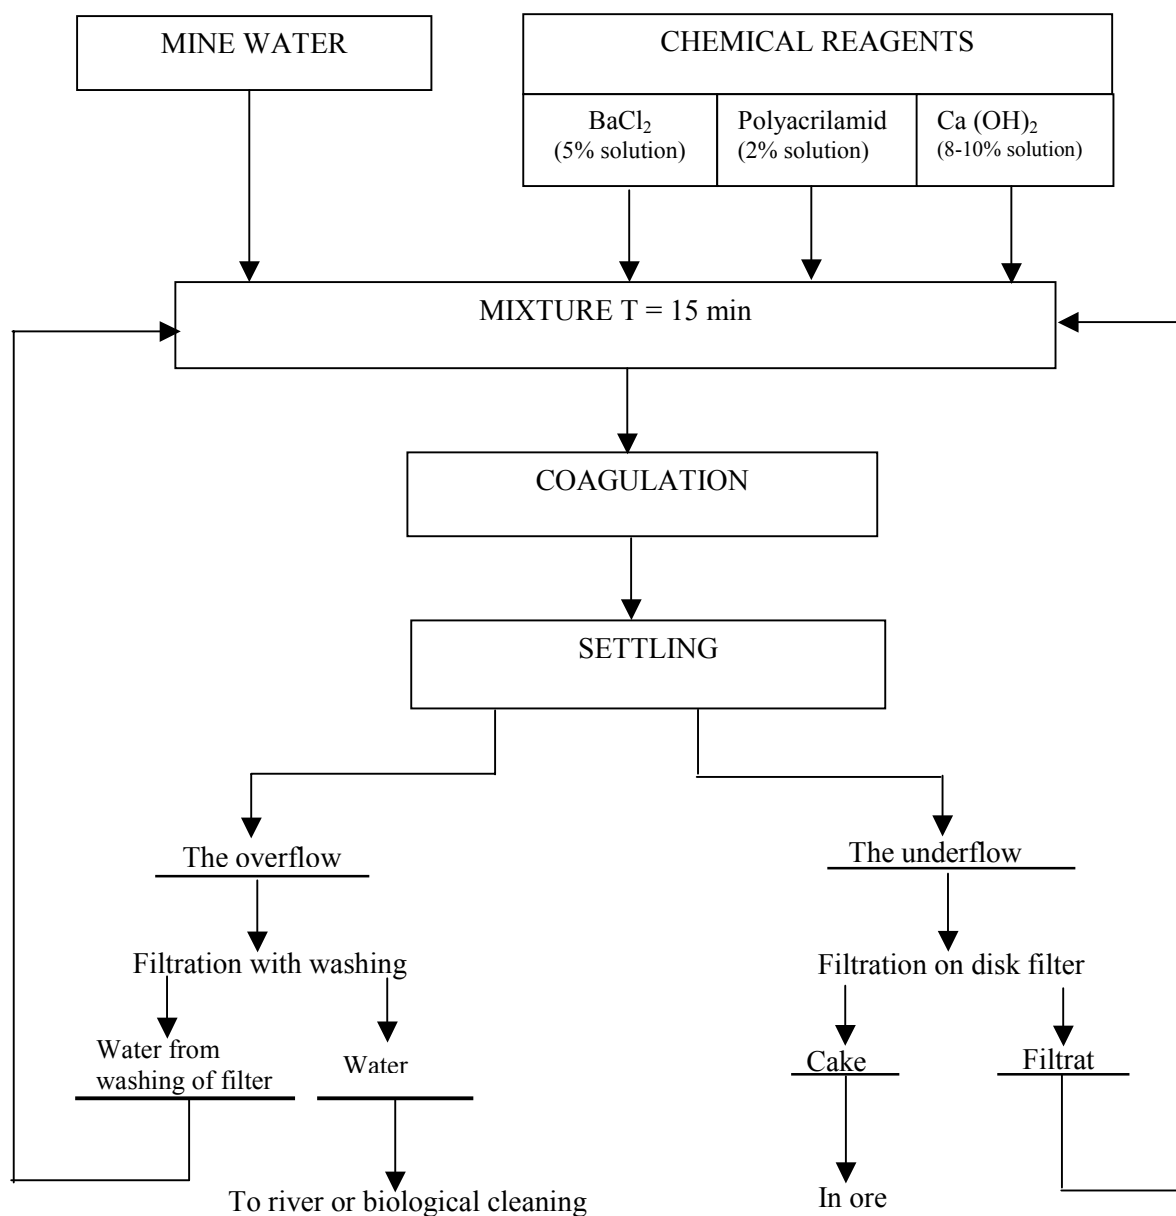 MINE WATER
CHEMICAL REAGENTS
BaCl₂
(5% solution)
Polyacrilamid
(2% solution)
Ca (OH)₂
(8-10% solution)
MIXTURE T = 15 min
COAGULATION
SETTLING
The overflow
The underflow
Filtration with washing
Filtration on disk filter
Water from
washing of filter
Water
Cake
Filtrat
To river or biological cleaning
In ore